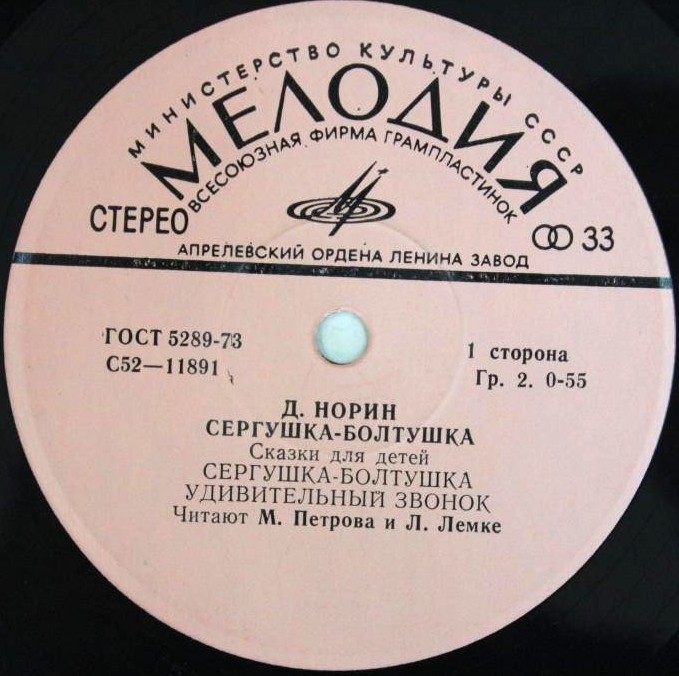 МИНИСТЕРСТВО КУЛЬТУРЫ СССР
МЕЛОДИЯ
ВСЕСОЮЗНАЯ ФИРМА ГРАМПЛАСТИНОК
СТЕРЕО
33
АПРЕЛЕВСКИЙ ОРДЕНА ЛЕНИНА ЗАВОД
ГОСТ 5289-73
С52—11891
1 сторона
Гр. 2. 0-55
Д. НОРИН
СЕРГУШКА-БОЛТУШКА
Сказки для детей
СЕРГУШКА-БОЛТУШКА
УДИВИТЕЛЬНЫЙ ЗВОНОК
Читают М. Петрова и Л. Лемке